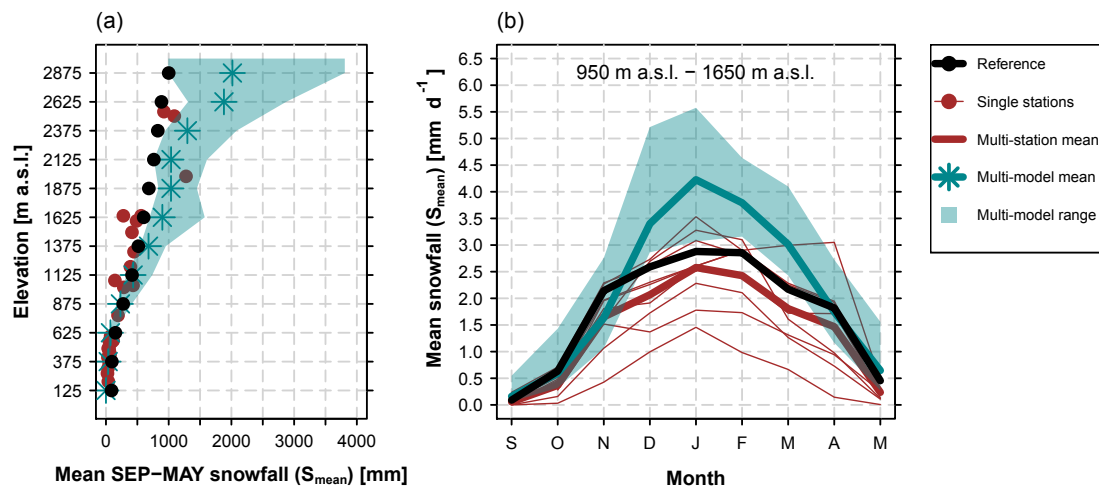 (a)
Elevation [m a.s.l.]
2875
2625
2375
2125
1875
1625
1375
1125
875
625
375
125
0 1000 2000 3000 4000
Mean SEP−MAY snowfall (Smean) [mm]
(b)
950 m a.s.l. − 1650 m a.s.l.
Mean snowfall (Smean) [mm d-1]
6.5
6.0
5.5
5.0
4.5
4.0
3.5
3.0
2.5
2.0
1.5
1.0
0.5
0.0
S O N D J F M A M
Month
Reference
Single stations
Multi−station mean
Multi−model mean
Multi−model range